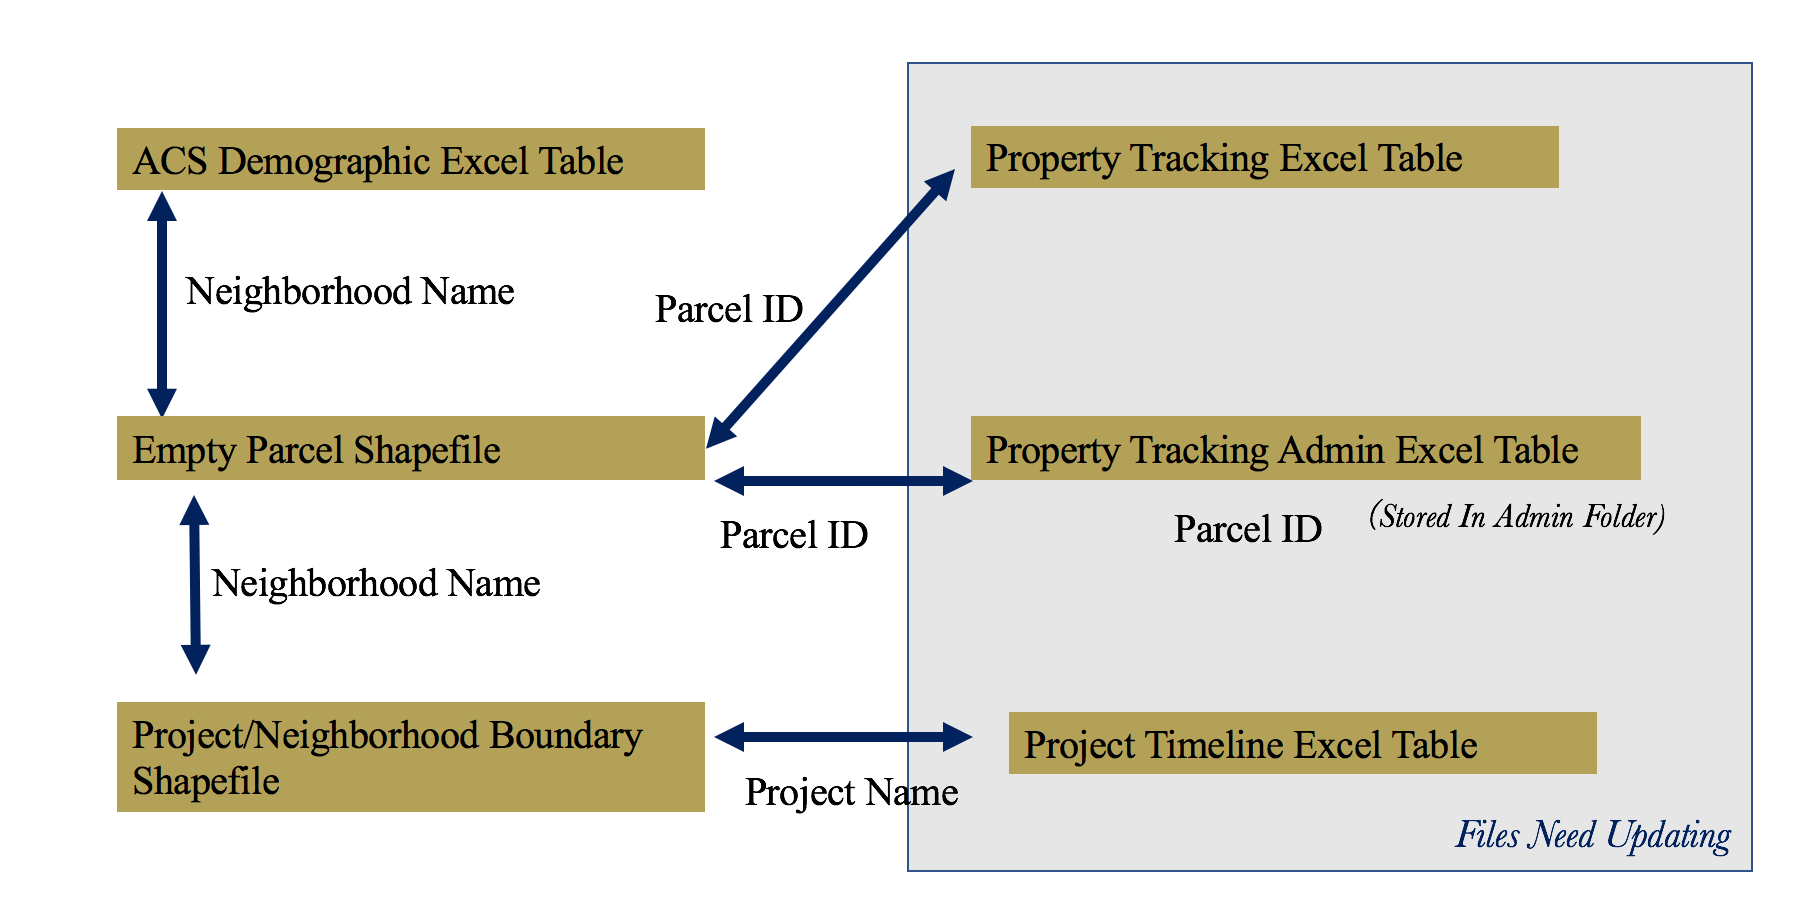 ACS Demographic Excel Table
Property Tracking Excel Table
Neighborhood Name
Parcel ID
Empty Parcel Shapefile
Property Tracking Admin Excel Table
(Stored In Admin Folder)
Parcel ID
Parcel ID
Neighborhood Name
Project/Neighborhood Boundary
Shapefile
Project Timeline Excel Table
Project Name
Files Need Updating